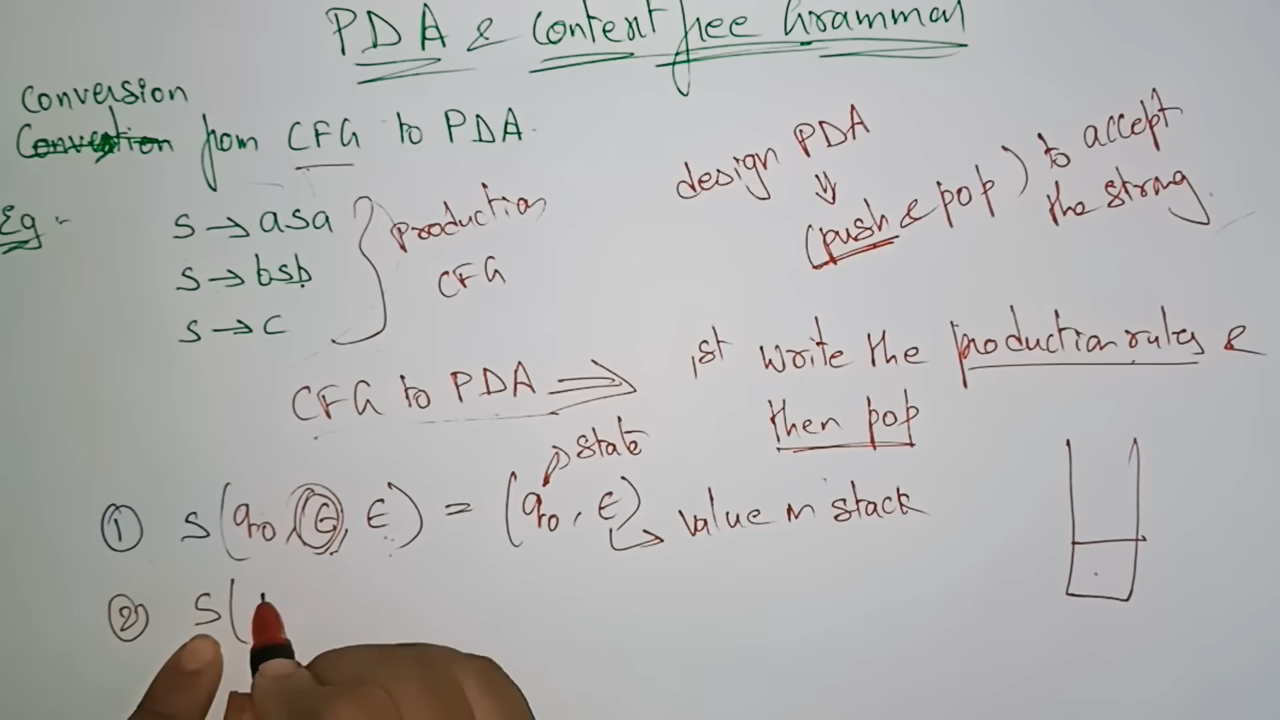 PDA & Context free Grammar
Conversion
Convertion from CFG to PDA.
Eg :-
S → aSa
S → bSb
S → c
production
CFG
design PDA
⇓
(push & pop) to accept
the string.
CFG to PDA ⇒
1st write the production rules &
then pop
state
① S(q0, ϵ, ϵ) = (q0, ϵ) → value in stack
② S(